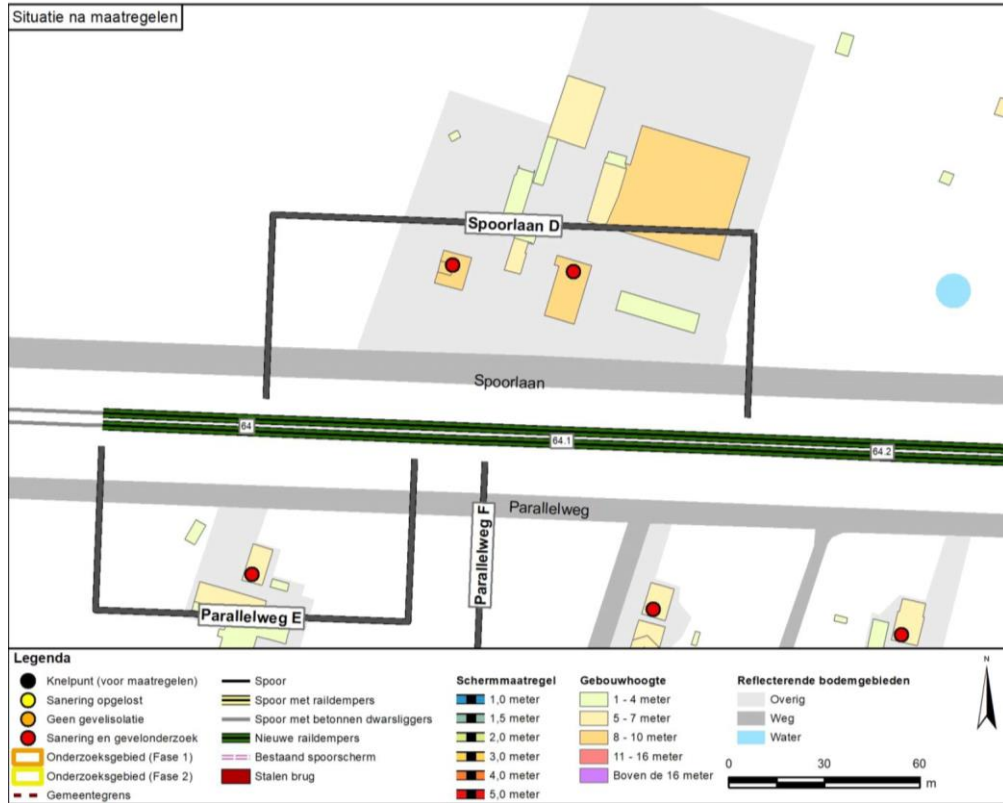 Situatie na maatregelen
Spoorlaan D
Spoorlaan
64
64.1
64.2
Parallelweg
Parallelweg F
Parallelweg E
Legenda
Knelpunt (voor maatregelen)
Sanering opgelost
Geen gevelisolatie
Sanering en gevelonderzoek
Onderzoeksgebied (Fase 1)
Onderzoeksgebied (Fase 2)
Gemeentegrens
Spoor
Spoor met raildempers
Spoor met betonnen dwarsliggers
Nieuwe raildempers
Bestaand spoorscherm
Stalen brug
Schermmaatregel
1,0 meter
1,5 meter
2,0 meter
3,0 meter
4,0 meter
5,0 meter
Gebouwhoogte
1 - 4 meter
5 - 7 meter
8 - 10 meter
11 - 16 meter
Boven de 16 meter
Reflecterende bodemgebieden
Overig
Weg
Water
N
0 30 60
m